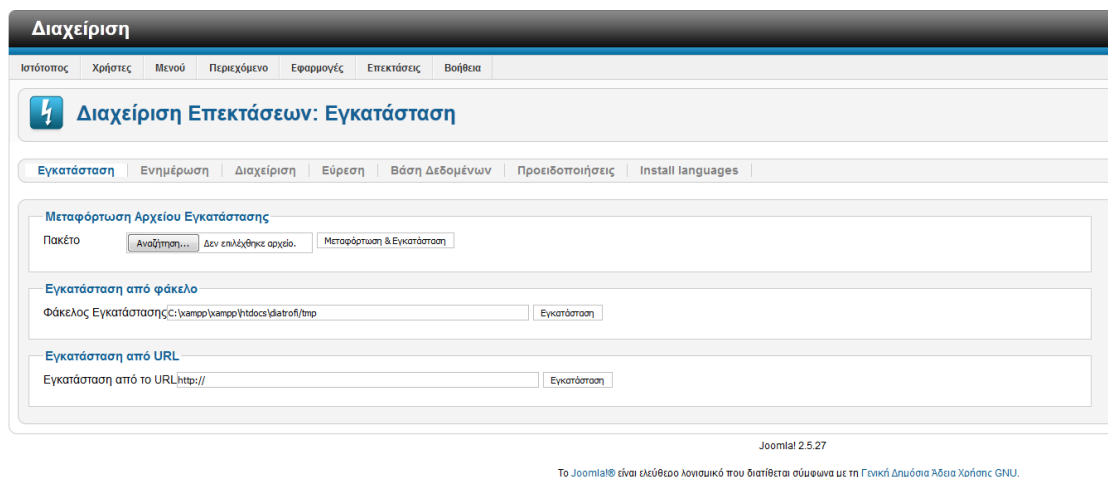 Διαχείριση
Ιστότοπος Χρήστες Μενού Περιεχόμενο Εφαρμογές Επεκτάσεις Βοήθεια
Διαχείριση Επεκτάσεων: Εγκατάσταση
Εγκατάσταση Ενημέρωση Διαχείριση Εύρεση Βάση Δεδομένων Προειδοποιήσεις Install languages
Μεταφόρτωση Αρχείου Εγκατάστασης
Πακέτο Αναζήτηση... Δεν επιλέχθηκε αρχείο. Μεταφόρτωση & Εγκατάσταση
Εγκατάσταση από φάκελο
Φάκελος Εγκατάστασης C:\xampp\xampp\htdocs\diatrofi/tmp Εγκατάσταση
Εγκατάσταση από URL
Εγκατάσταση από το URL http:// Εγκατάσταση
Joomla! 2.5.27
Το Joomla!® είναι ελεύθερο λογισμικό που διατίθεται σύμφωνα με τη Γενική Δημόσια Άδεια Χρήσης GNU.